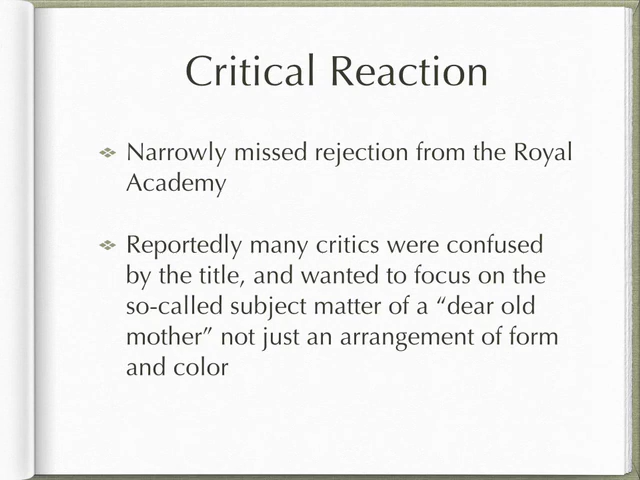 Critical Reaction
Narrowly missed rejection from the Royal
Academy
Reportedly many critics were confused
by the title, and wanted to focus on the
so-called subject matter of a “dear old
mother” not just an arrangement of form
and color